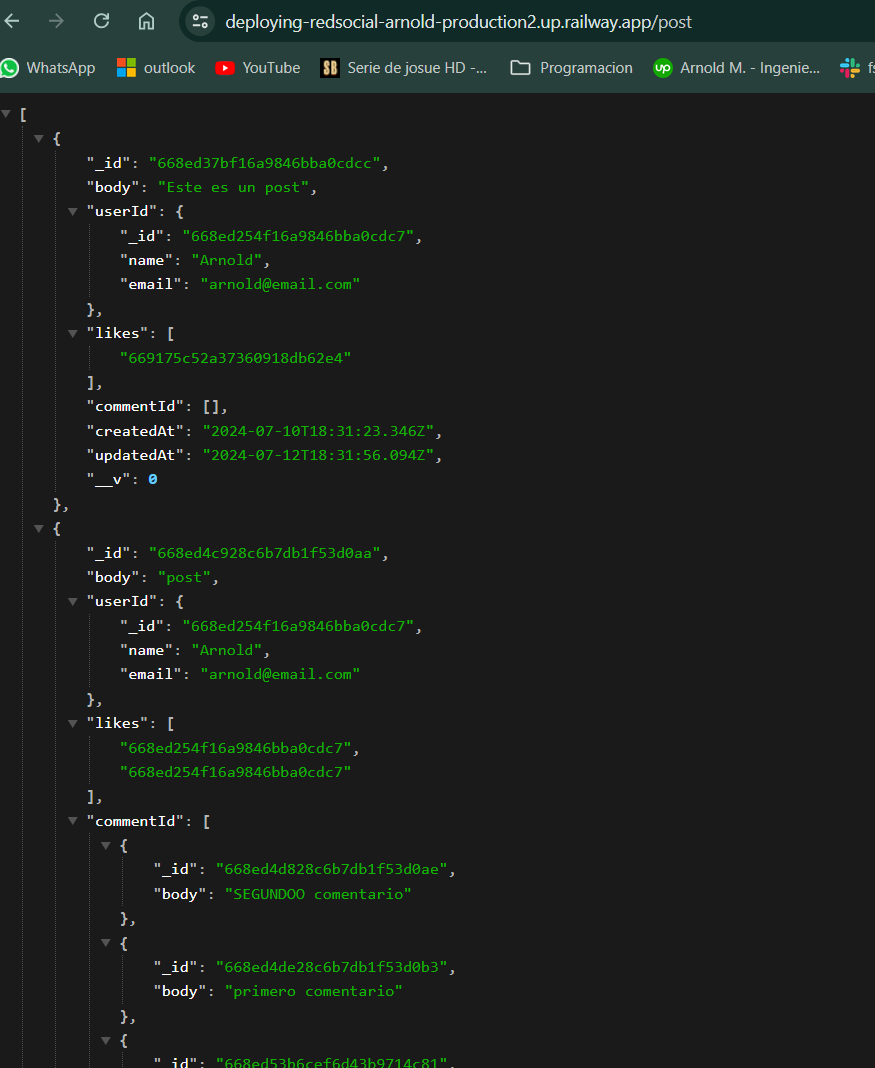 deploying-redsocial-arnold-production2.up.railway.app/post
WhatsApp outlook YouTube SB Serie de josue HD -... Programacion up Arnold M. - Ingenie... fs
[
{
"_id": "668ed37bf16a9846bba0cdcc",
"body": "Este es un post",
"userId": {
"_id": "668ed254f16a9846bba0cdc7",
"name": "Arnold",
"email": "arnold@email.com"
},
"likes": [
"669175c52a37360918db62e4"
],
"commentId": [],
"createdAt": "2024-07-10T18:31:23.346Z",
"updatedAt": "2024-07-12T18:31:56.094Z",
"__v": 0
},
{
"_id": "668ed4c928c6b7db1f53d0aa",
"body": "post",
"userId": {
"_id": "668ed254f16a9846bba0cdc7",
"name": "Arnold",
"email": "arnold@email.com"
},
"likes": [
"668ed254f16a9846bba0cdc7",
"668ed254f16a9846bba0cdc7"
],
"commentId": [
{
"_id": "668ed4d828c6b7db1f53d0ae",
"body": "SEGUNDOO comentario"
},
{
"_id": "668ed4de28c6b7db1f53d0b3",
"body": "primero comentario"
},
{
"_id": "668ed53b6cef6d43b9714c81",